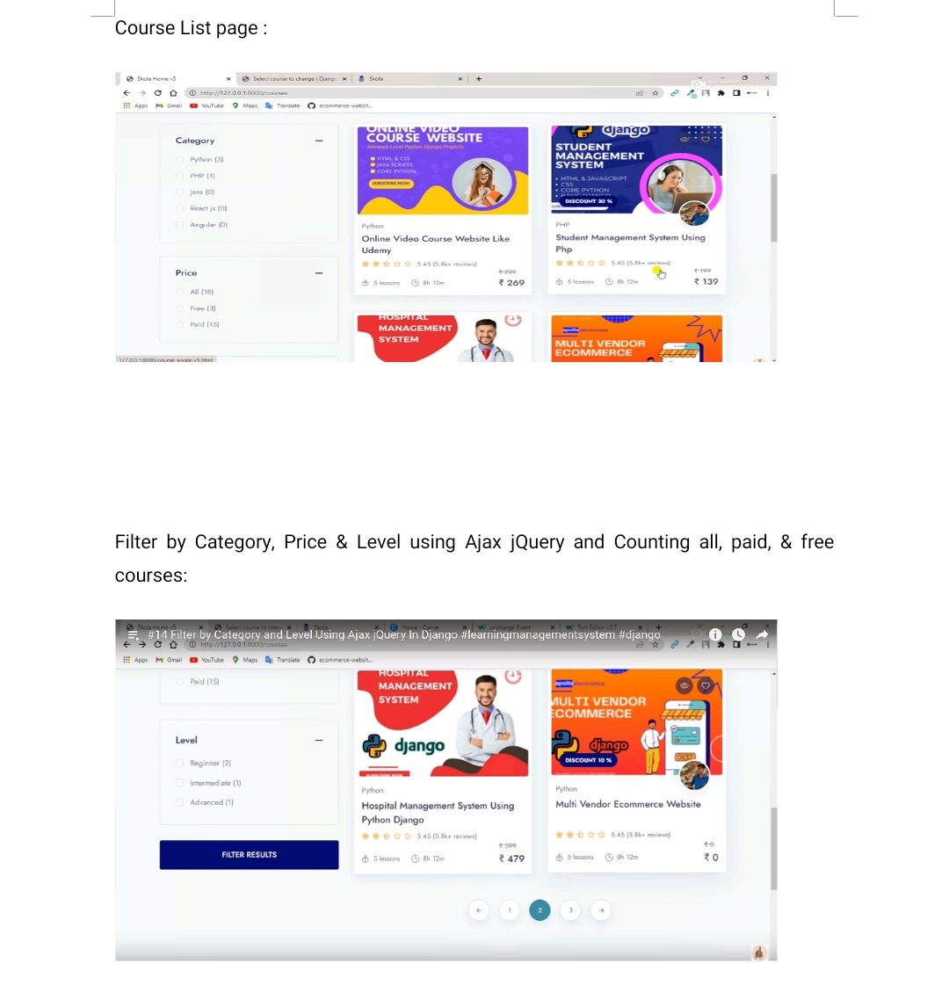 Course List page :
Skola Home v5
Select course to change | Django
Skola
http://127.0.0.1:8000/courses
Apps Gmail YouTube Maps Translate ecommerce-websit...
Category
Python (3)
PHP (1)
Java (0)
React js (0)
Angular (0)
Price
All (18)
Free (3)
Paid (15)
127.0.0.1:8000/course-single-v5.html
ONLINE VIDEO
COURSE WEBSITE
Advance Level Python Django Projects
HTML & CSS
JAVA SCRIPTS
CORE PYTHON
SUBSCRIBE NOW
Python
Online Video Course Website Like
Udemy
5.45 (5.8k+ reviews)
₹ 299
5 lessons 8h 12m ₹ 269
django
STUDENT
MANAGEMENT
SYSTEM
• HTML & JAVASCRIPT
• CSS
• CORE PYTHON
DISCOUNT 30 %
PHP
Student Management System Using
Php
5.45 (5.8k+ reviews)
₹ 199
5 lessons 8h 12m ₹ 139
HOSPITAL
MANAGEMENT
SYSTEM
apollo electronics
MULTI VENDOR
ECOMMERCE
Filter by Category, Price & Level using Ajax jQuery and Counting all, paid, & free
courses:
#14 Filter by Category and Level Using Ajax jQuery In Django #learningmanagementsystem #django
http://127.0.0.1:8000/courses
Apps Gmail YouTube Maps Translate ecommerce-websit...
Paid (15)
Level
Beginner (2)
Intermediate (1)
Advanced (1)
FILTER RESULTS
HOSPITAL
MANAGEMENT
SYSTEM
django
Python
Hospital Management System Using
Python Django
5.45 (5.8k+ reviews)
₹ 599
5 lessons 8h 12m ₹ 479
apollo electronics
MULTI VENDOR
ECOMMERCE
django
DISCOUNT 10 %
Python
Multi Vendor Ecommerce Website
5.45 (5.8k+ reviews)
₹ 0
5 lessons 8h 12m ₹ 0
← 1 2 3 →